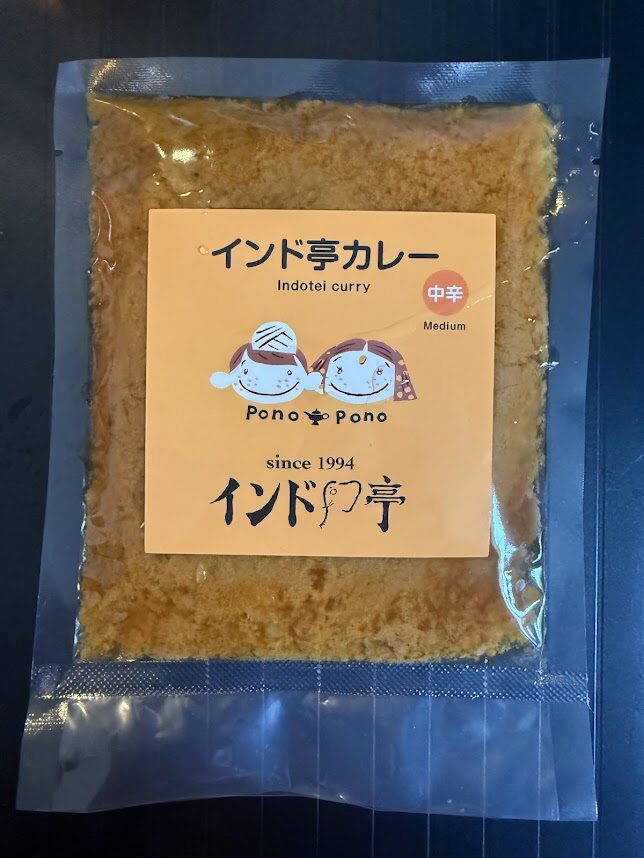 インド亭カレー
Indotei curry
中辛
Medium
Pono Pono
since 1994
インド亭